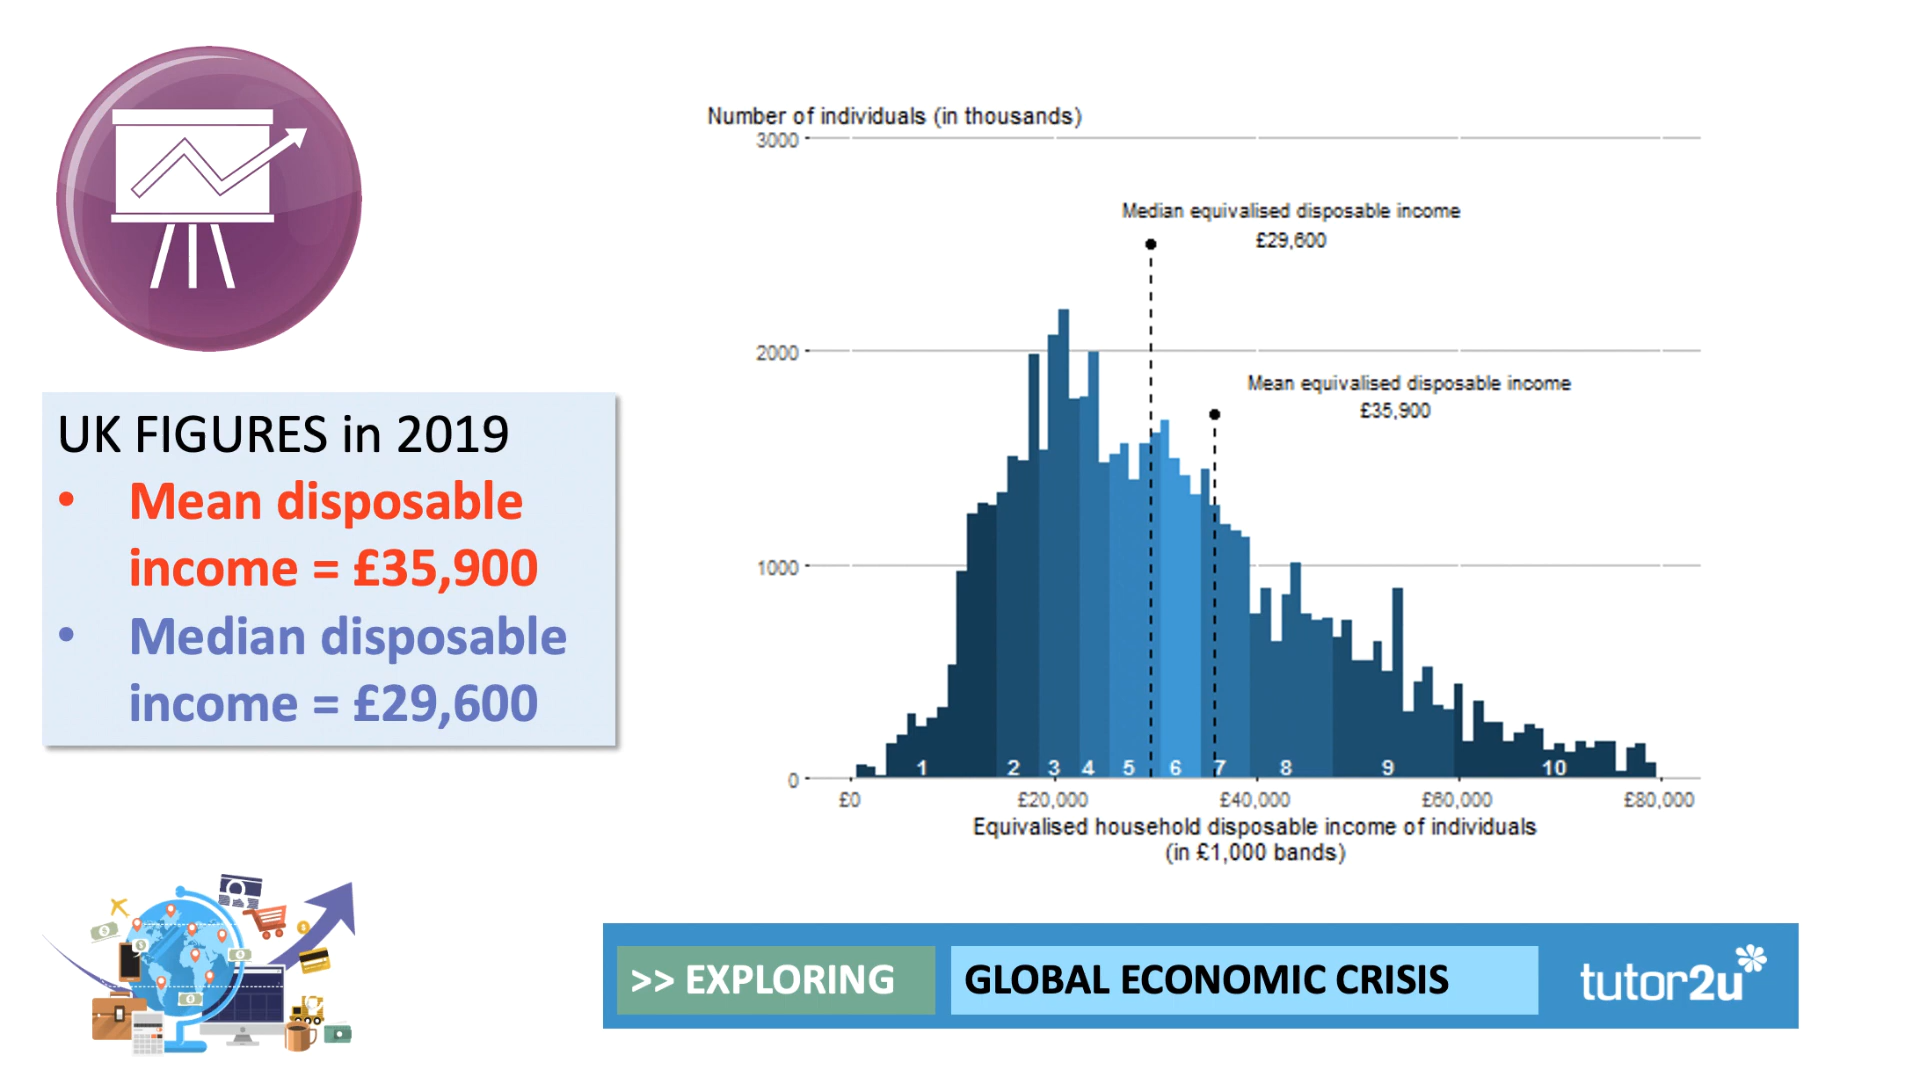 Number of individuals (in thousands)
3000
Median equivalised disposable income
£29,600
2000
Mean equivalised disposable income
£35,900
1000
0
1 2 3 4 5 6 7 8 9 10
£0 £20,000 £40,000 £60,000 £80,000
Equivalised household disposable income of individuals
(in £1,000 bands)
UK FIGURES in 2019
• Mean disposable
income = £35,900
• Median disposable
income = £29,600
>> EXPLORING
GLOBAL ECONOMIC CRISIS
tutor2u